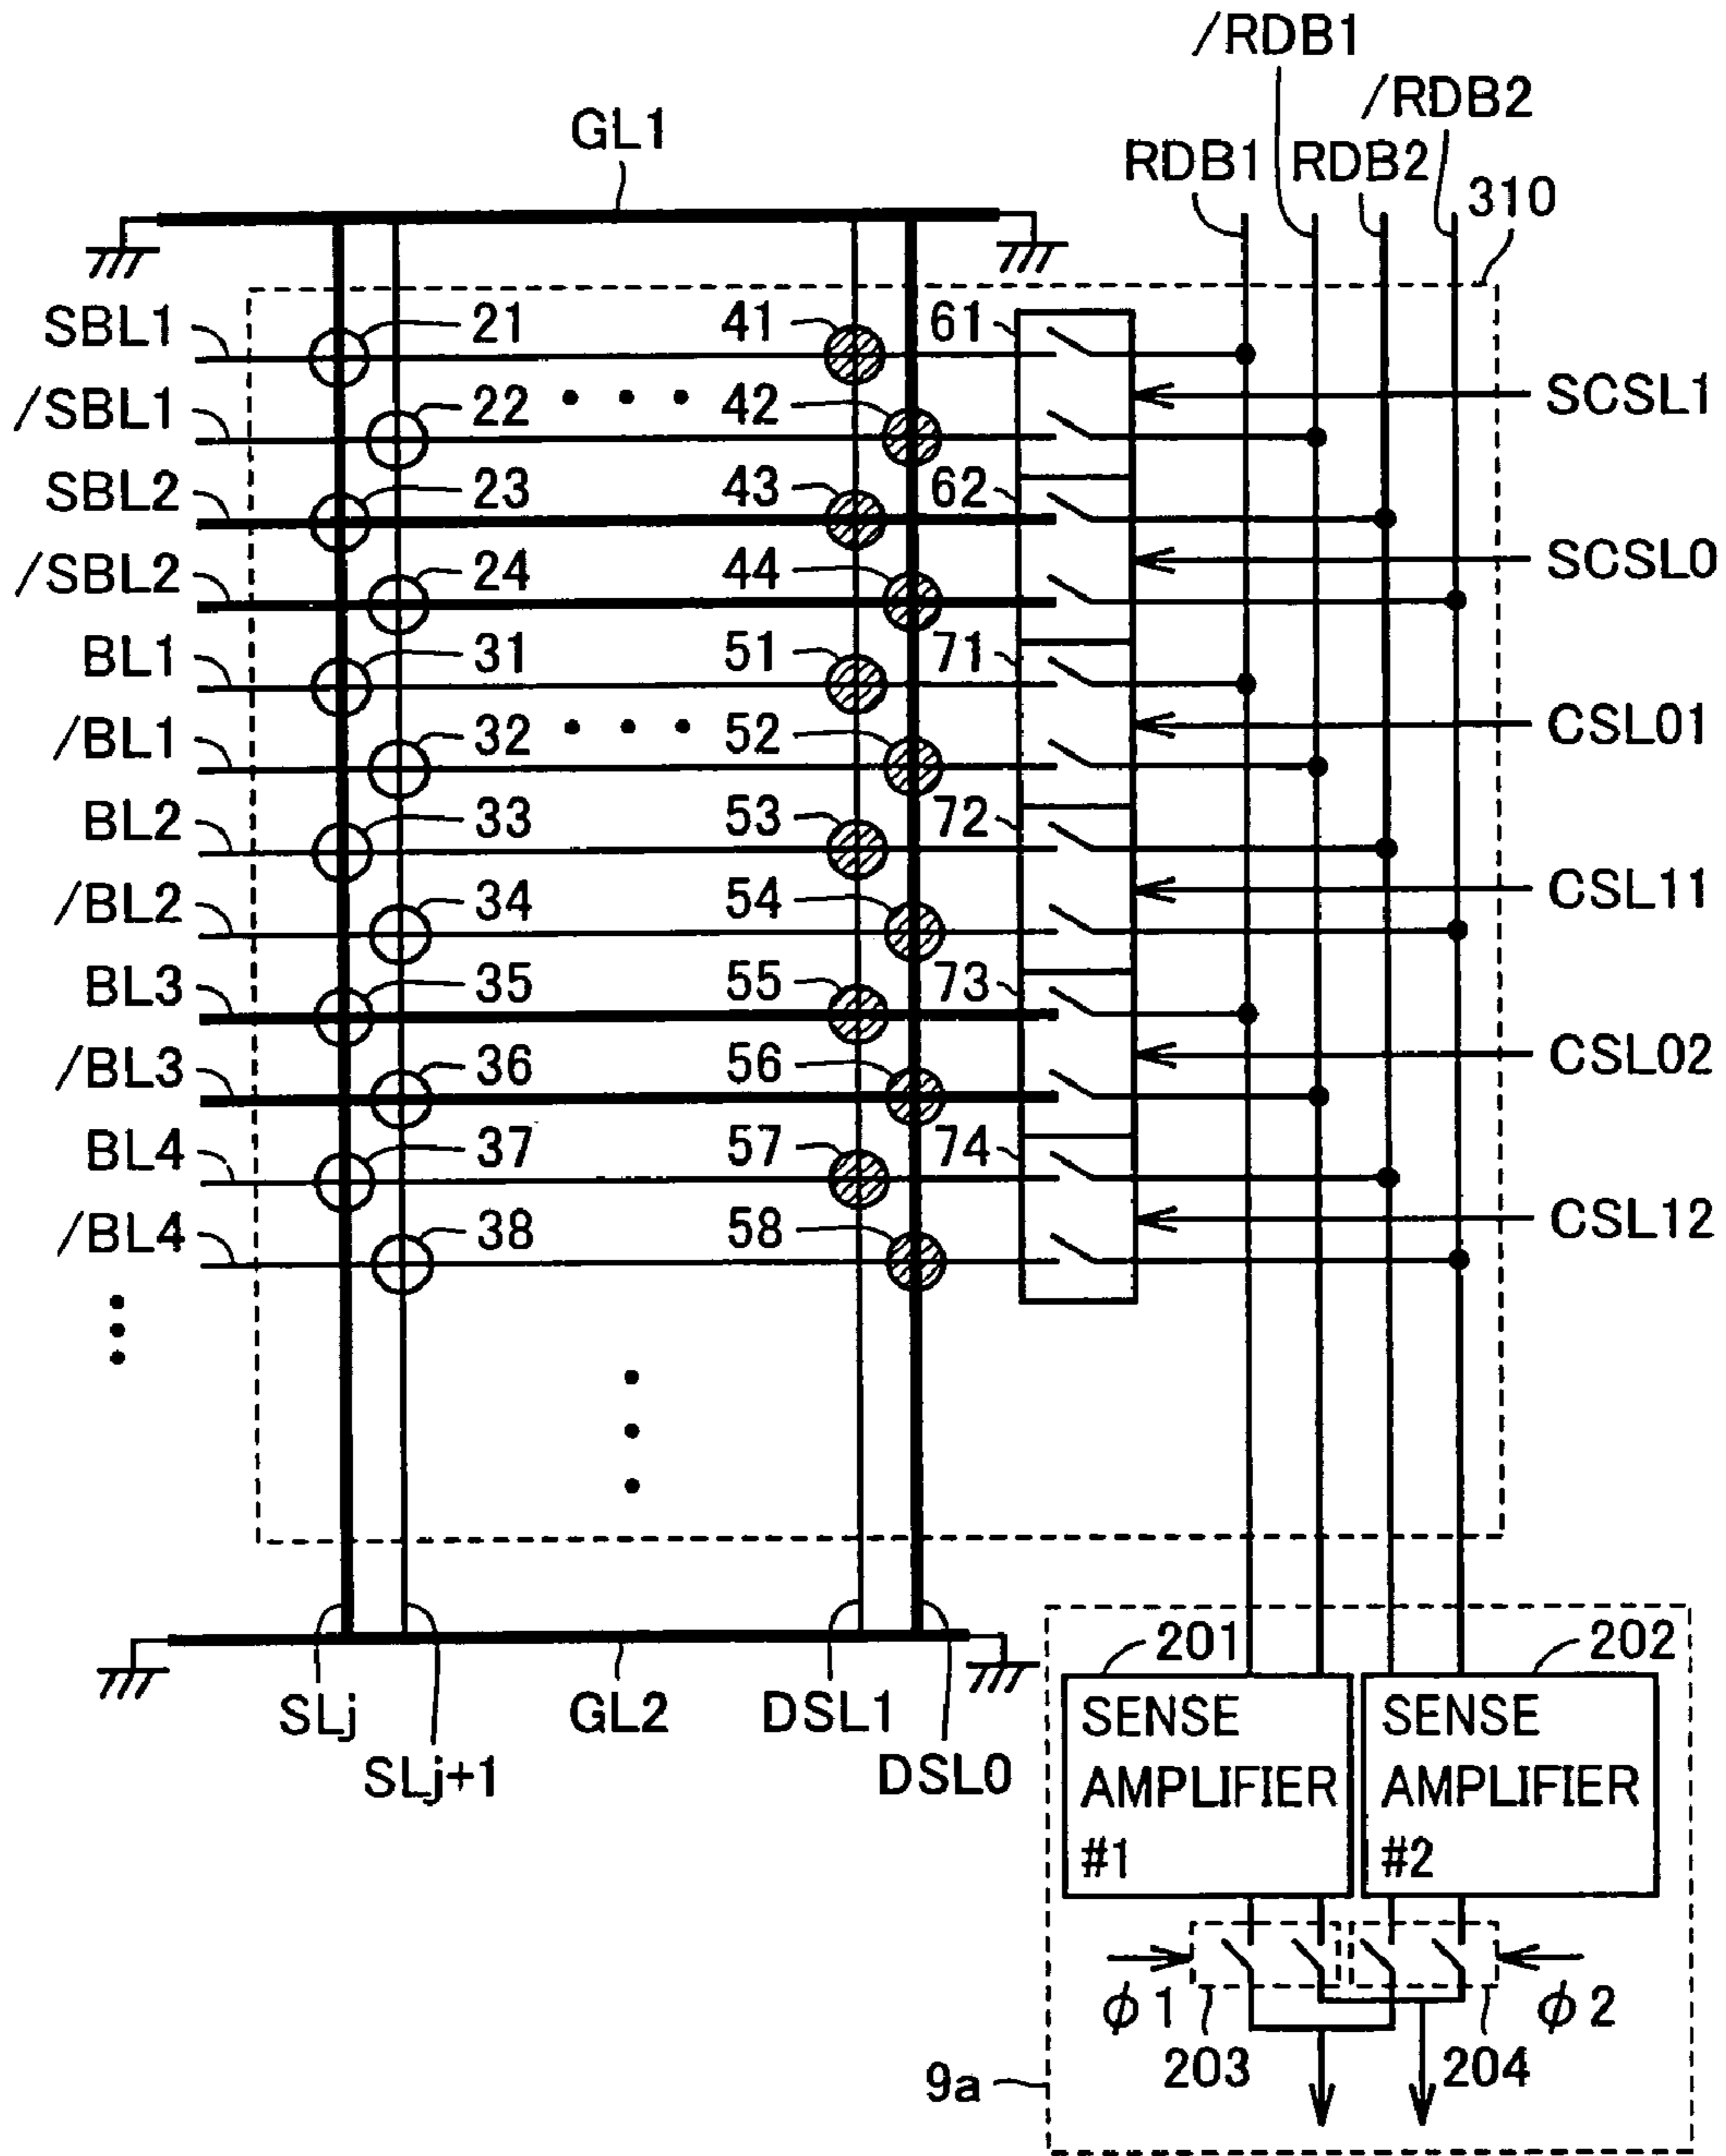 /RDB1
/RDB2
GL1
RDB1 RDB2
310
SBL1 21 41 61
SCSL1
/SBL1 22 42
SBL2 23 43 62
SCSL0
/SBL2 24 44
BL1 31 51 71
CSL01
/BL1 32 52
BL2 33 53 72
CSL11
/BL2 34 54
BL3 35 55 73
CSL02
/BL3 36 56
BL4 37 57 74
CSL12
/BL4 38 58
201 202
SLj GL2 DSL1
SLj+1 DSL0
SENSE AMPLIFIER #1
SENSE AMPLIFIER #2
φ1 φ2
203 204
9a